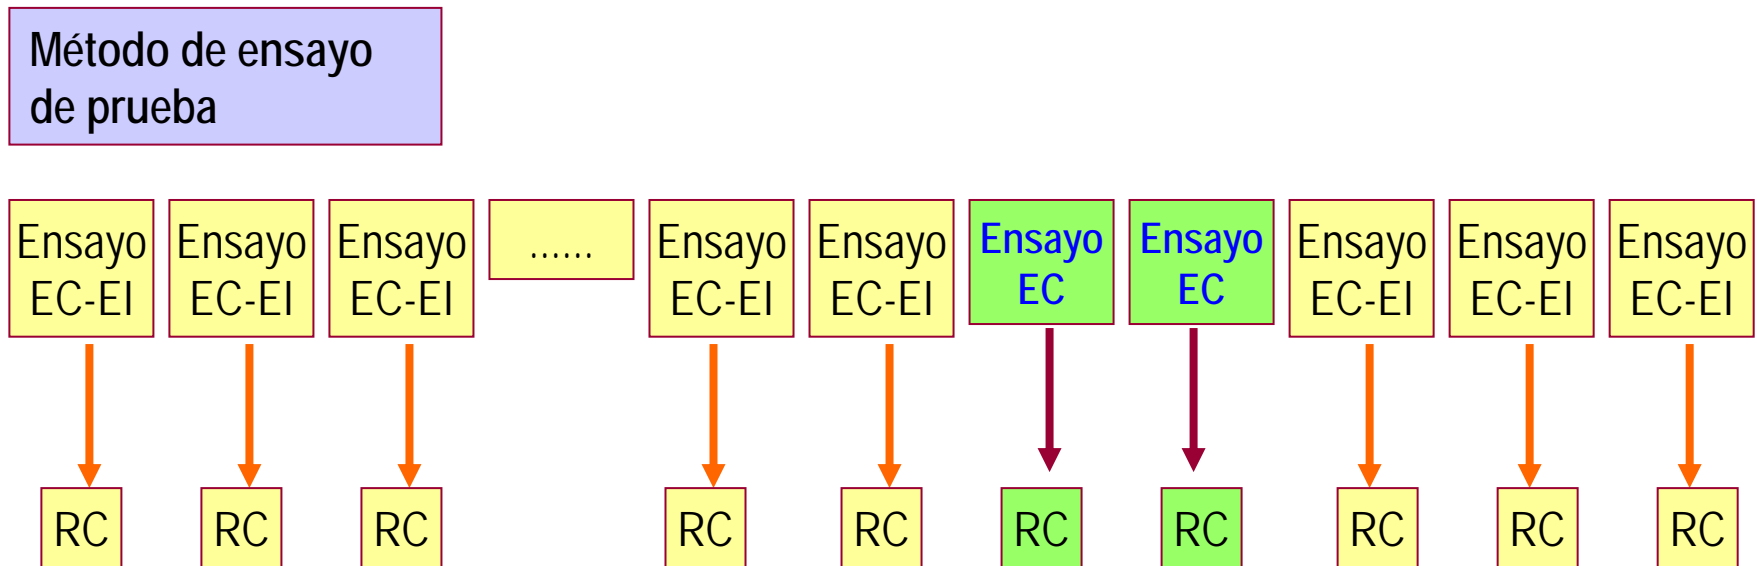 Método de ensayo
de prueba
Ensayo Ensayo Ensayo ...... Ensayo Ensayo Ensayo Ensayo Ensayo Ensayo Ensayo
EC-EI EC-EI EC-EI EC-EI EC-EI EC EC EC-EI EC-EI EC-EI
RC RC RC RC RC RC RC RC RC RC